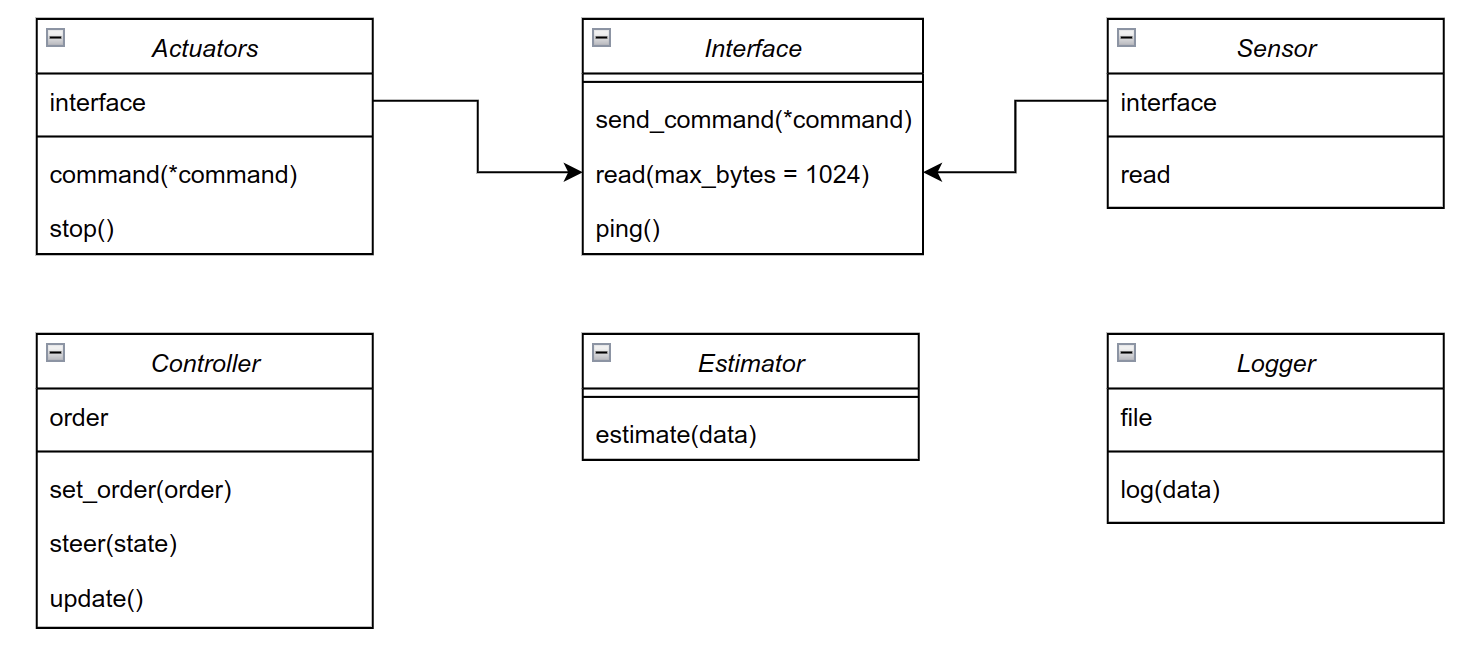 Actuators
interface
command(*command)
stop()
Interface
send_command(*command)
read(max_bytes = 1024)
ping()
Sensor
interface
read
Controller
order
set_order(order)
steer(state)
update()
Estimator
estimate(data)
Logger
file
log(data)